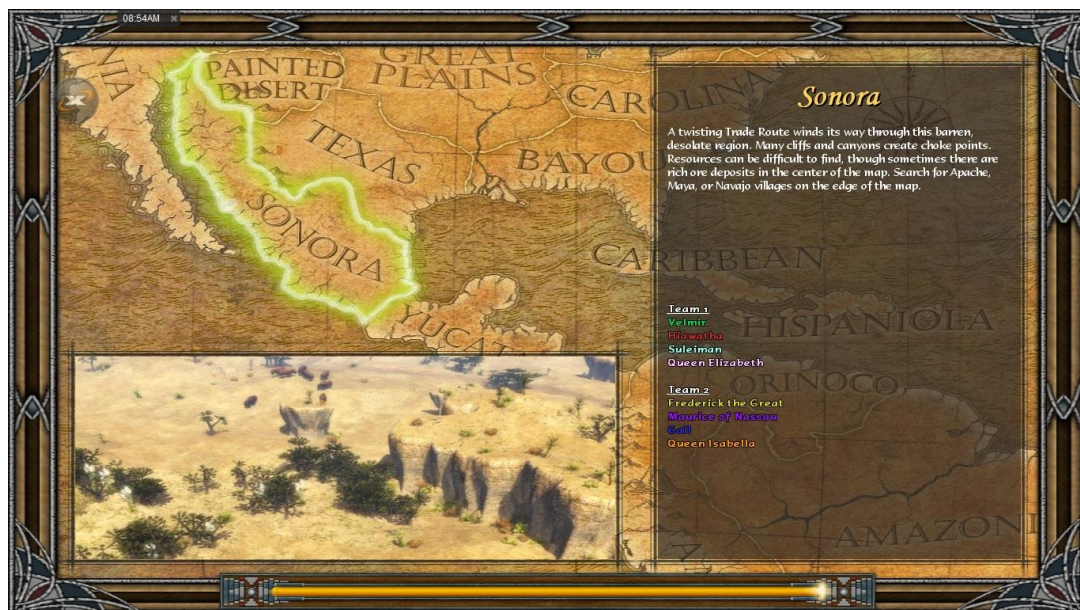 08:54AM
NIA
PAINTED
DESERT
GREAT
PLAINS
CAROLINA
TEXAS
BAYOU
SONORA
CARIBBEAN
YUCAT
HISPANIOLA
ORINOCO
AMAZONI
Sonora
A twisting Trade Route winds its way through this barren,
desolate region. Many cliffs and canyons create choke points.
Resources can be difficult to find, though sometimes there are
rich ore deposits in the center of the map. Search for Apache,
Maya, or Navajo villages on the edge of the map.
Team 1
Velmir
Hiawatha
Suleiman
Queen Elizabeth
Team 2
Frederick the Great
Maurice of Nassau
Gall
Queen Isabella